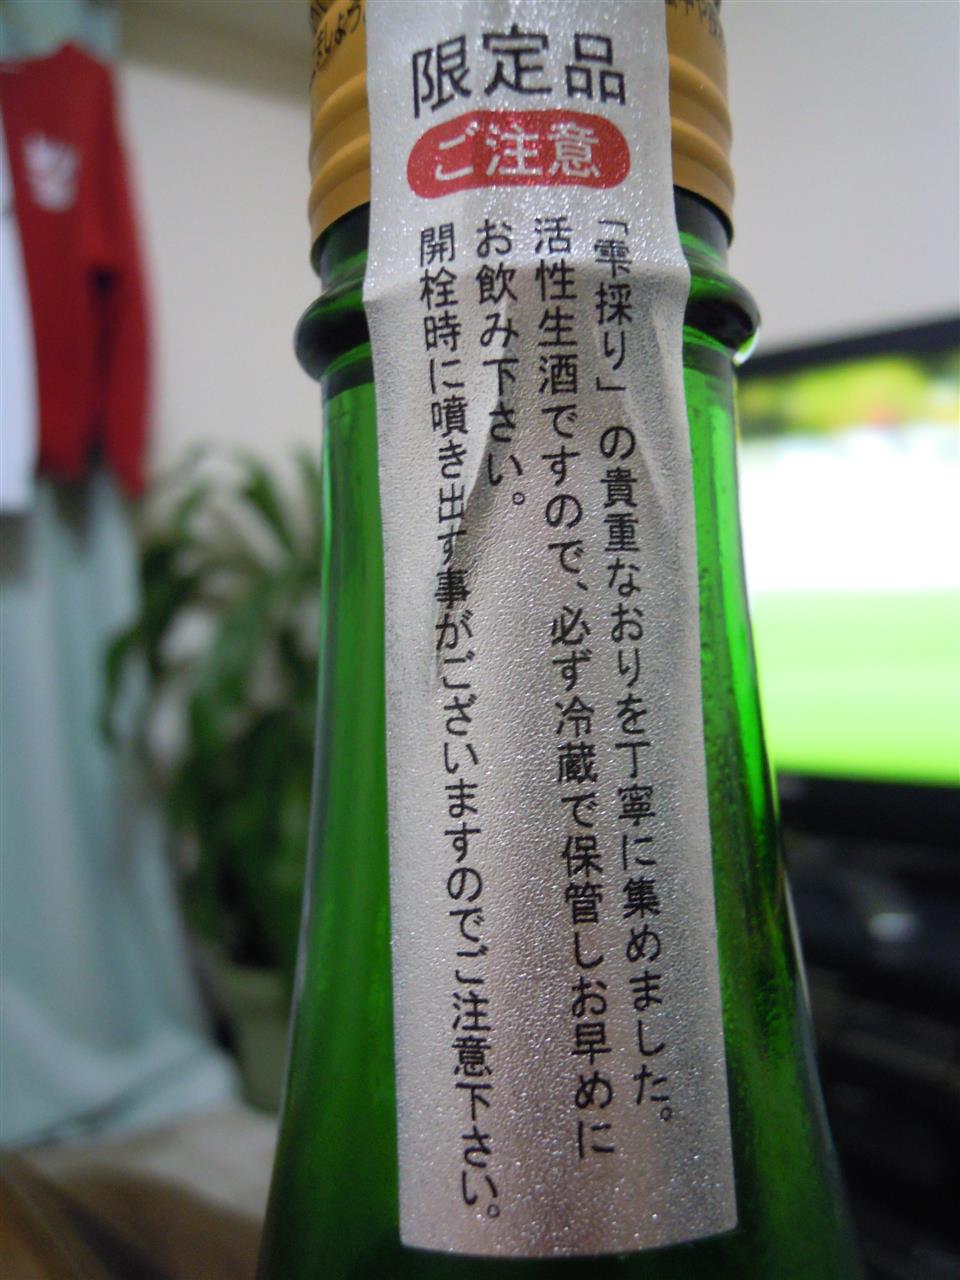 限定品
ご注意
「雫採り」の貴重なおりを丁寧に集めました。
活性生酒ですので、必ず冷蔵で保管しお早めに
お飲み下さい。
開栓時に噴き出す事がございますのでご注意下さい。